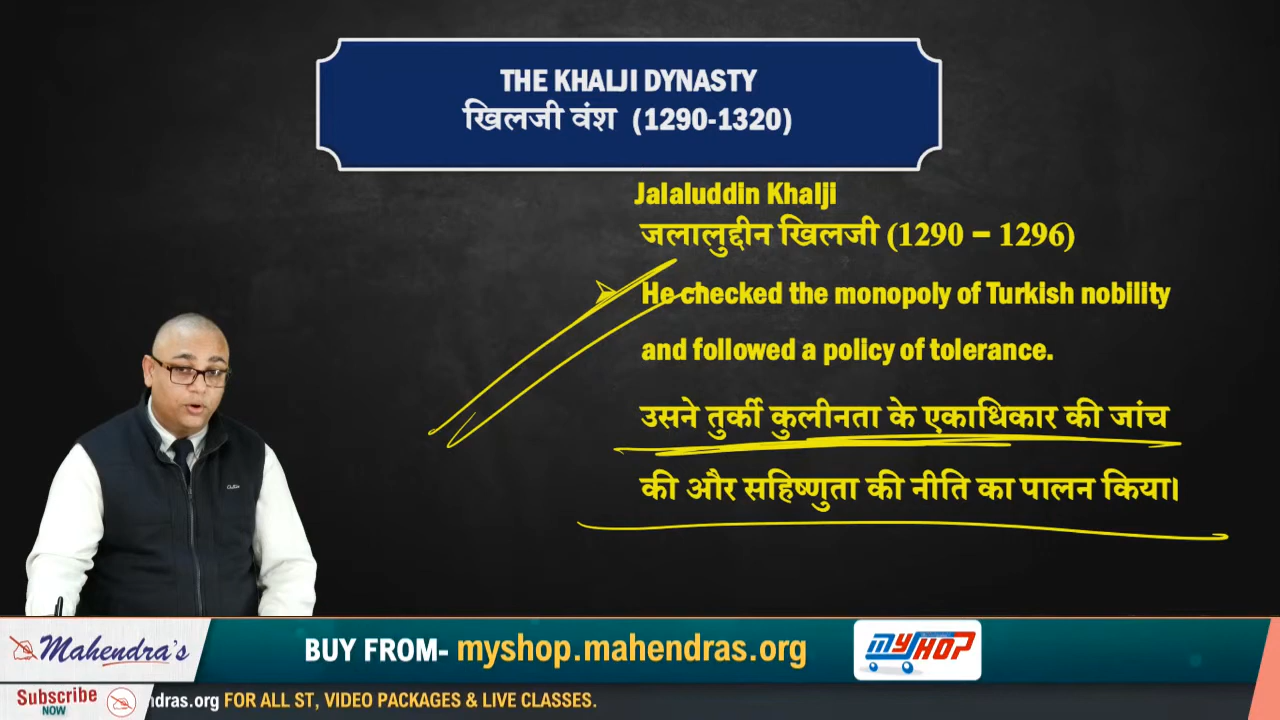 THE KHALJI DYNASTY
खिलजी वंश (1290-1320)
Jalaluddin Khalji
जलालुद्दीन खिलजी (1290 – 1296)
He checked the monopoly of Turkish nobility
and followed a policy of tolerance.
उसने तुर्की कुलीनता के एकाधिकार की जांच
की और सहिष्णुता की नीति का पालन किया।
Mahendra's
BUY FROM- myshop.mahendras.org
MYSHOP
Subscribe
NOW
ndras.org FOR ALL ST, VIDEO PACKAGES & LIVE CLASSES.